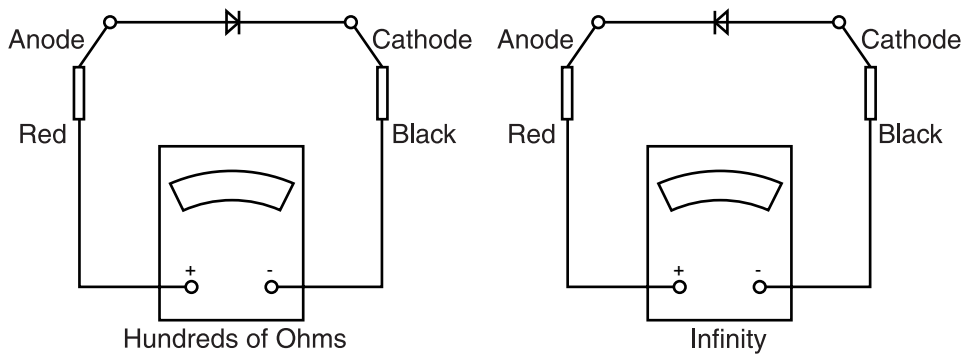 Anode
Cathode
Red
Black
+ -
Hundreds of Ohms
Anode
Cathode
Red
Black
+ -
Infinity